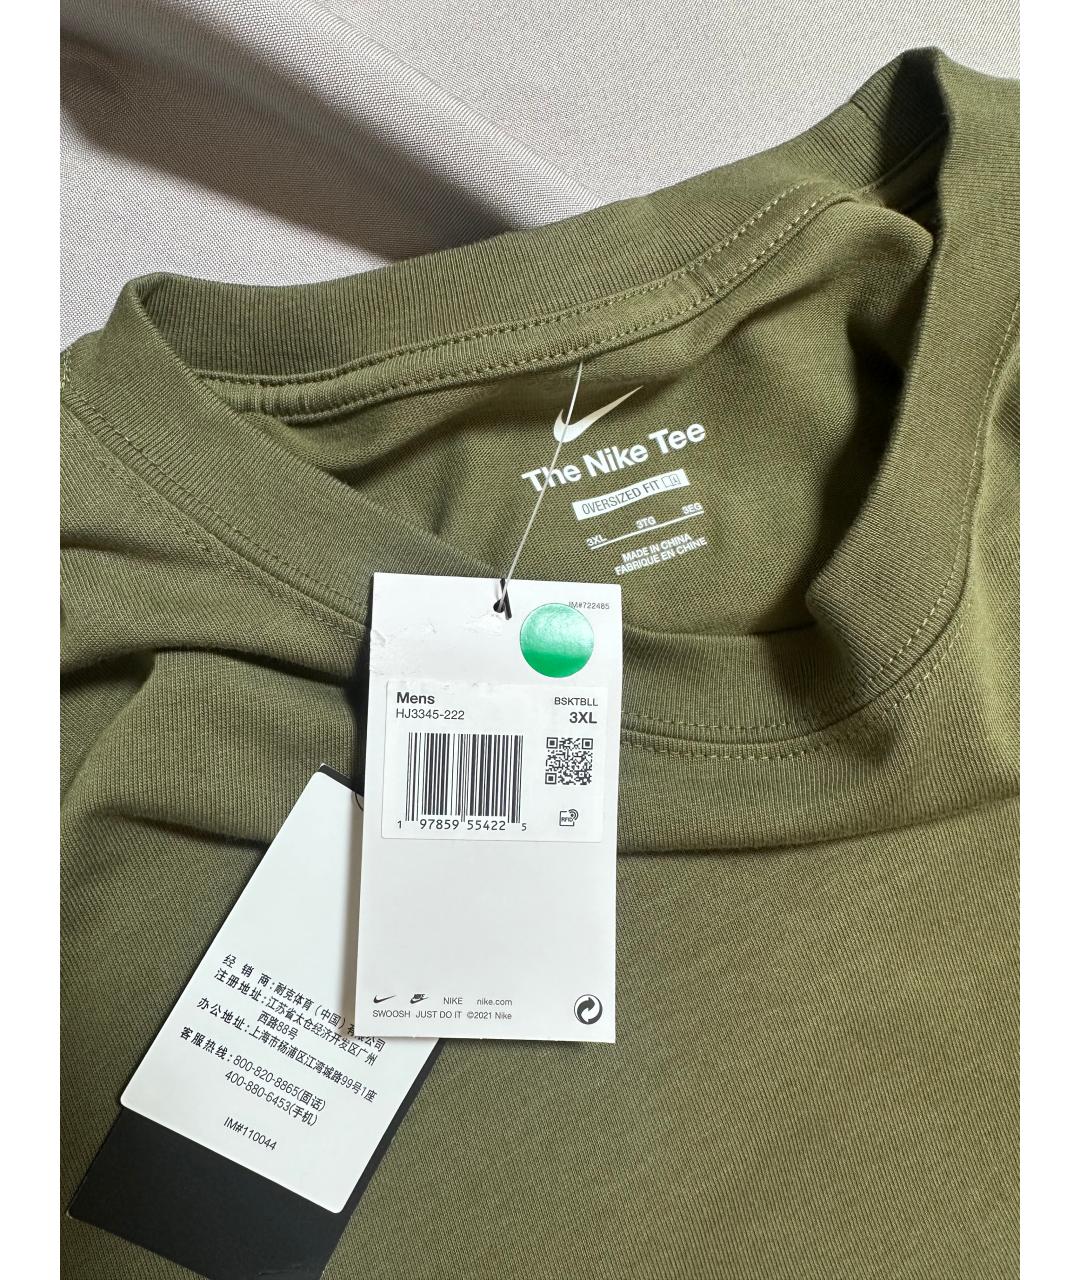 The Nike Tee
OVERSIZED FIT
3XL 3TG 3EG
MADE IN CHINA
FABRIQUE EN CHINE
IM#722485
Mens
HJ3345-222
BSKTBLL
3XL
RFID
1 97859 55422 5
NIKE nike.com
SWOOSH JUST DO IT ©2021 Nike
经 销 商:耐克体育(中国)有公司
注册地址:江苏省太仓经济开发区广州
西路88号
办公地址:上海市杨浦区江湾城路99号1座
客服热线:800-820-8865(固话)
400-880-6453(手机)
IM#110044